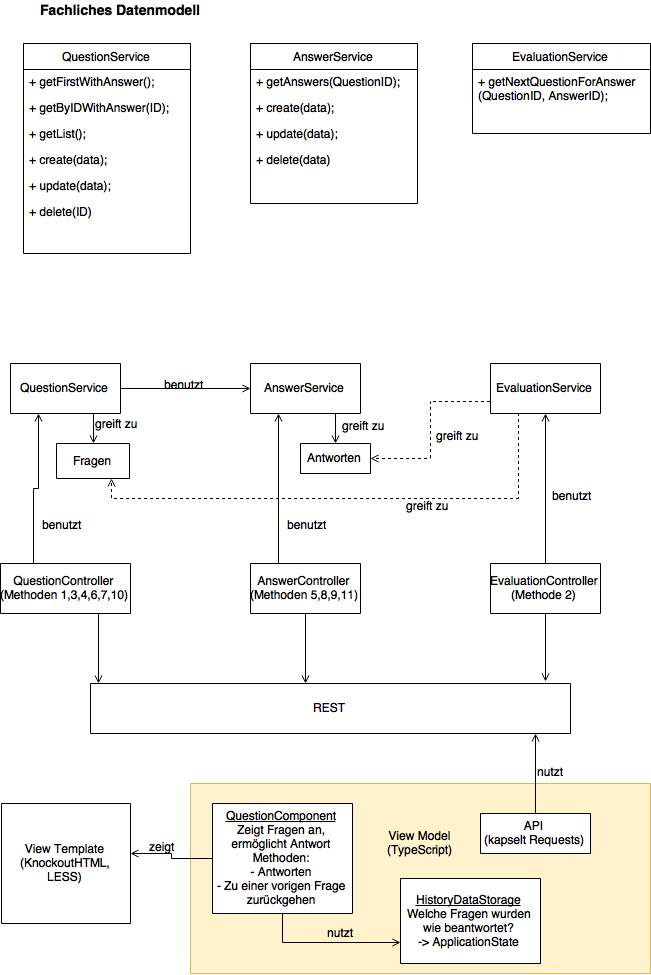 Fachliches Datenmodell
QuestionService
+ getFirstWithAnswer();
+ getByIDWithAnswer(ID);
+ getList();
+ create(data);
+ update(data);
+ delete(ID)
AnswerService
+ getAnswers(QuestionID);
+ create(data);
+ update(data);
+ delete(data)
EvaluationService
+ getNextQuestionForAnswer
(QuestionID, AnswerID);
QuestionService
benutzt
AnswerService
EvaluationService
greift zu
greift zu
greift zu
Fragen
Antworten
greift zu
benutzt
benutzt
benutzt
QuestionController
(Methoden 1,3,4,6,7,10)
AnswerController
(Methoden 5,8,9,11)
EvaluationController
(Methode 2)
REST
nutzt
View Template
(KnockoutHTML,
LESS)
zeigt
QuestionComponent
Zeigt Fragen an,
ermöglicht Antwort
Methoden:
- Antworten
- Zu einer vorigen Frage
zurückgehen
View Model
(TypeScript)
API
(kapselt Requests)
nutzt
HistoryDataStorage
Welche Fragen wurden
wie beantwortet?
-> ApplicationState